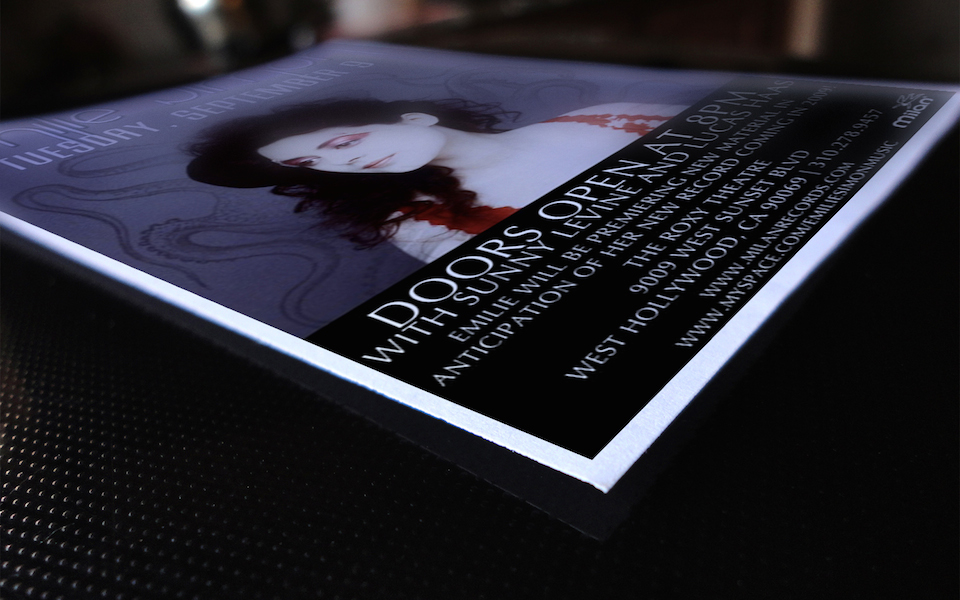 TUESDAY . SEPTEMBER 9
DOORS OPEN AT 8PM
WITH SUNNY LEVINE AND LUCAS HAAS
EMILIE WILL BE PREMIERING NEW MATERIAL IN
ANTICIPATION OF HER NEW RECORD COMING IN 2009!
THE ROXY THEATRE
9009 WEST SUNSET BLVD
WEST HOLLYWOOD, CA 90069 | 310.278.9457
WWW.MILANRECORDS.COM
WWW.MYSPACE.COM/EMILIESIMONMUSIC
milan